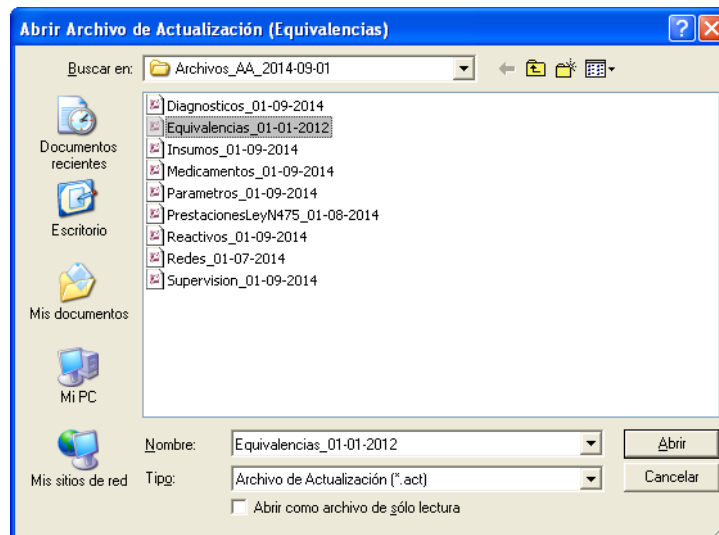 Abrir Archivo de Actualización (Equivalencias)
Buscar en: Archivos_AA_2014-09-01
Diagnosticos_01-09-2014
Equivalencias_01-01-2012
Insumos_01-09-2014
Medicamentos_01-09-2014
Parametros_01-09-2014
PrestacionesLeyN475_01-08-2014
Reactivos_01-09-2014
Redes_01-07-2014
Supervision_01-09-2014
Documentos
recientes
Escritorio
Mis documentos
Mi PC
Mis sitios de red
Nombre: Equivalencias_01-01-2012 Abrir
Tipo: Archivo de Actualización (*.act) Cancelar
Abrir como archivo de sólo lectura